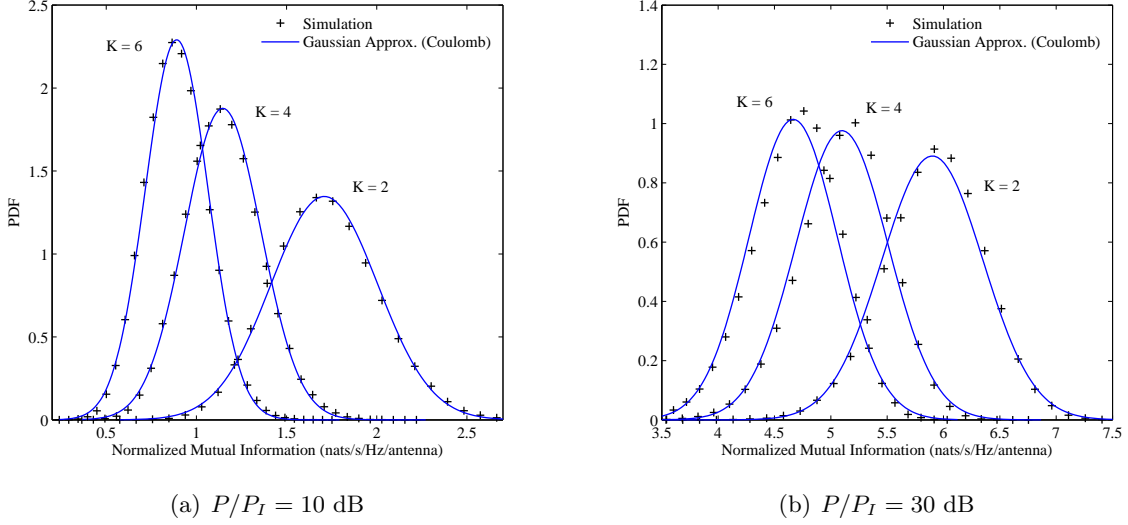 2.5
2
1.5
1
0.5
0
PDF
K = 6
K = 4
K = 2
+ Simulation
Gaussian Approx. (Coulomb)
0.5 1 1.5 2 2.5
Normalized Mutual Information (nats/s/Hz/antenna)
(a) P/P_I = 10 dB
1.4
1.2
1
0.8
0.6
0.4
0.2
0
PDF
K = 6
K = 4
K = 2
+ Simulation
Gaussian Approx. (Coulomb)
3.5 4 4.5 5 5.5 6 6.5 7 7.5
Normalized Mutual Information (nats/s/Hz/antenna)
(b) P/P_I = 30 dB